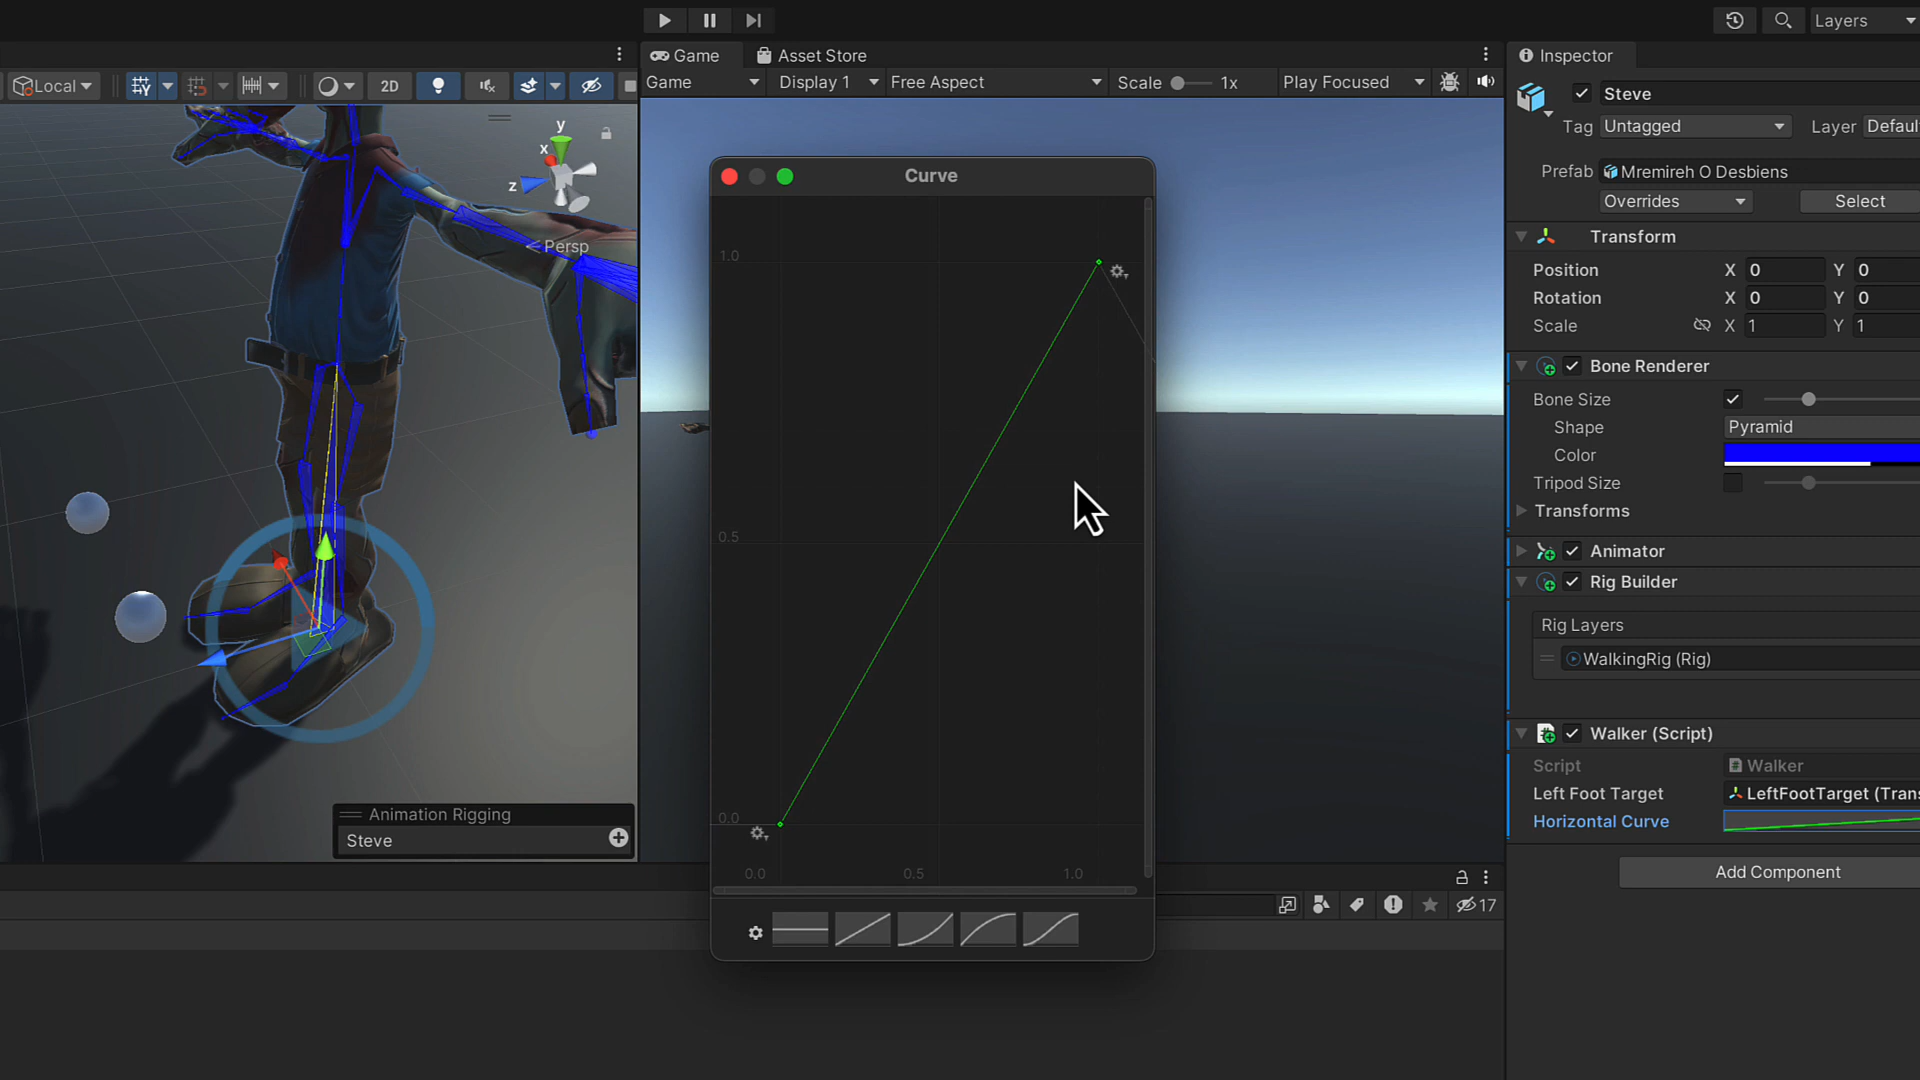 Layers
Game
Asset Store
Inspector
Local
2D
Game
Display 1
Free Aspect
Scale
1x
Play Focused
Steve
Tag
Untagged
Layer
Defaul
y
x
z
Persp
Curve
Prefab
Mremireh O Desbiens
Overrides
Select
Transform
Position
X
0
Y
0
Rotation
X
0
Y
0
Scale
X
1
Y
1
1.0
0.5
0.0
0.0
0.5
1.0
Bone Renderer
Bone Size
Shape
Pyramid
Color
Tripod Size
Transforms
Animator
Rig Builder
Rig Layers
WalkingRig (Rig)
Walker (Script)
Script
Walker
Left Foot Target
LeftFootTarget (Trans
Horizontal Curve
Add Component
Animation Rigging
Steve
17